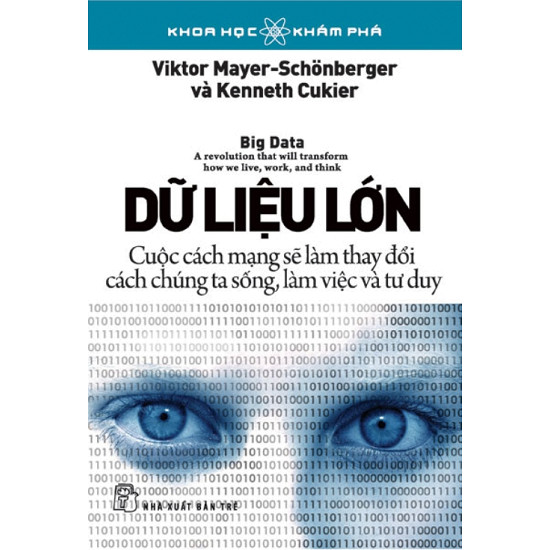 KHOA HỌC KHÁM PHÁ
Viktor Mayer-Schönberger
và Kenneth Cukier
Big Data
A revolution that will transform
how we live, work, and think
DỮ LIỆU LỚN
Cuộc cách mạng sẽ làm thay đổi
cách chúng ta sống, làm việc và tư duy
NHÀ XUẤT BẢN TRẺ